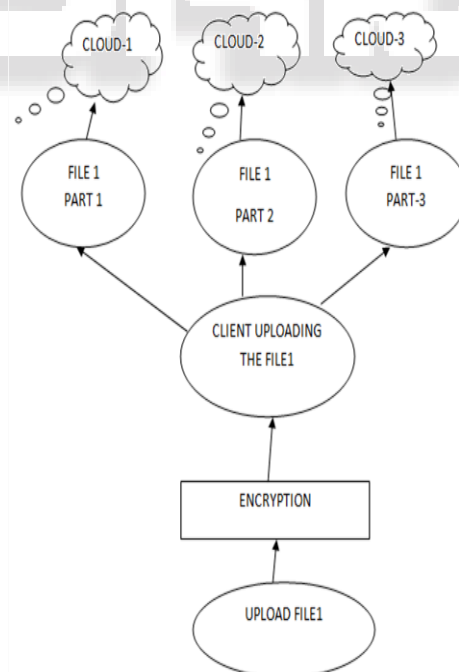 CLOUD-1
CLOUD-2
CLOUD-3
FILE 1
PART 1
FILE 1
PART 2
FILE 1
PART-3
CLIENT UPLOADING
THE FILE1
ENCRYPTION
UPLOAD FILE1